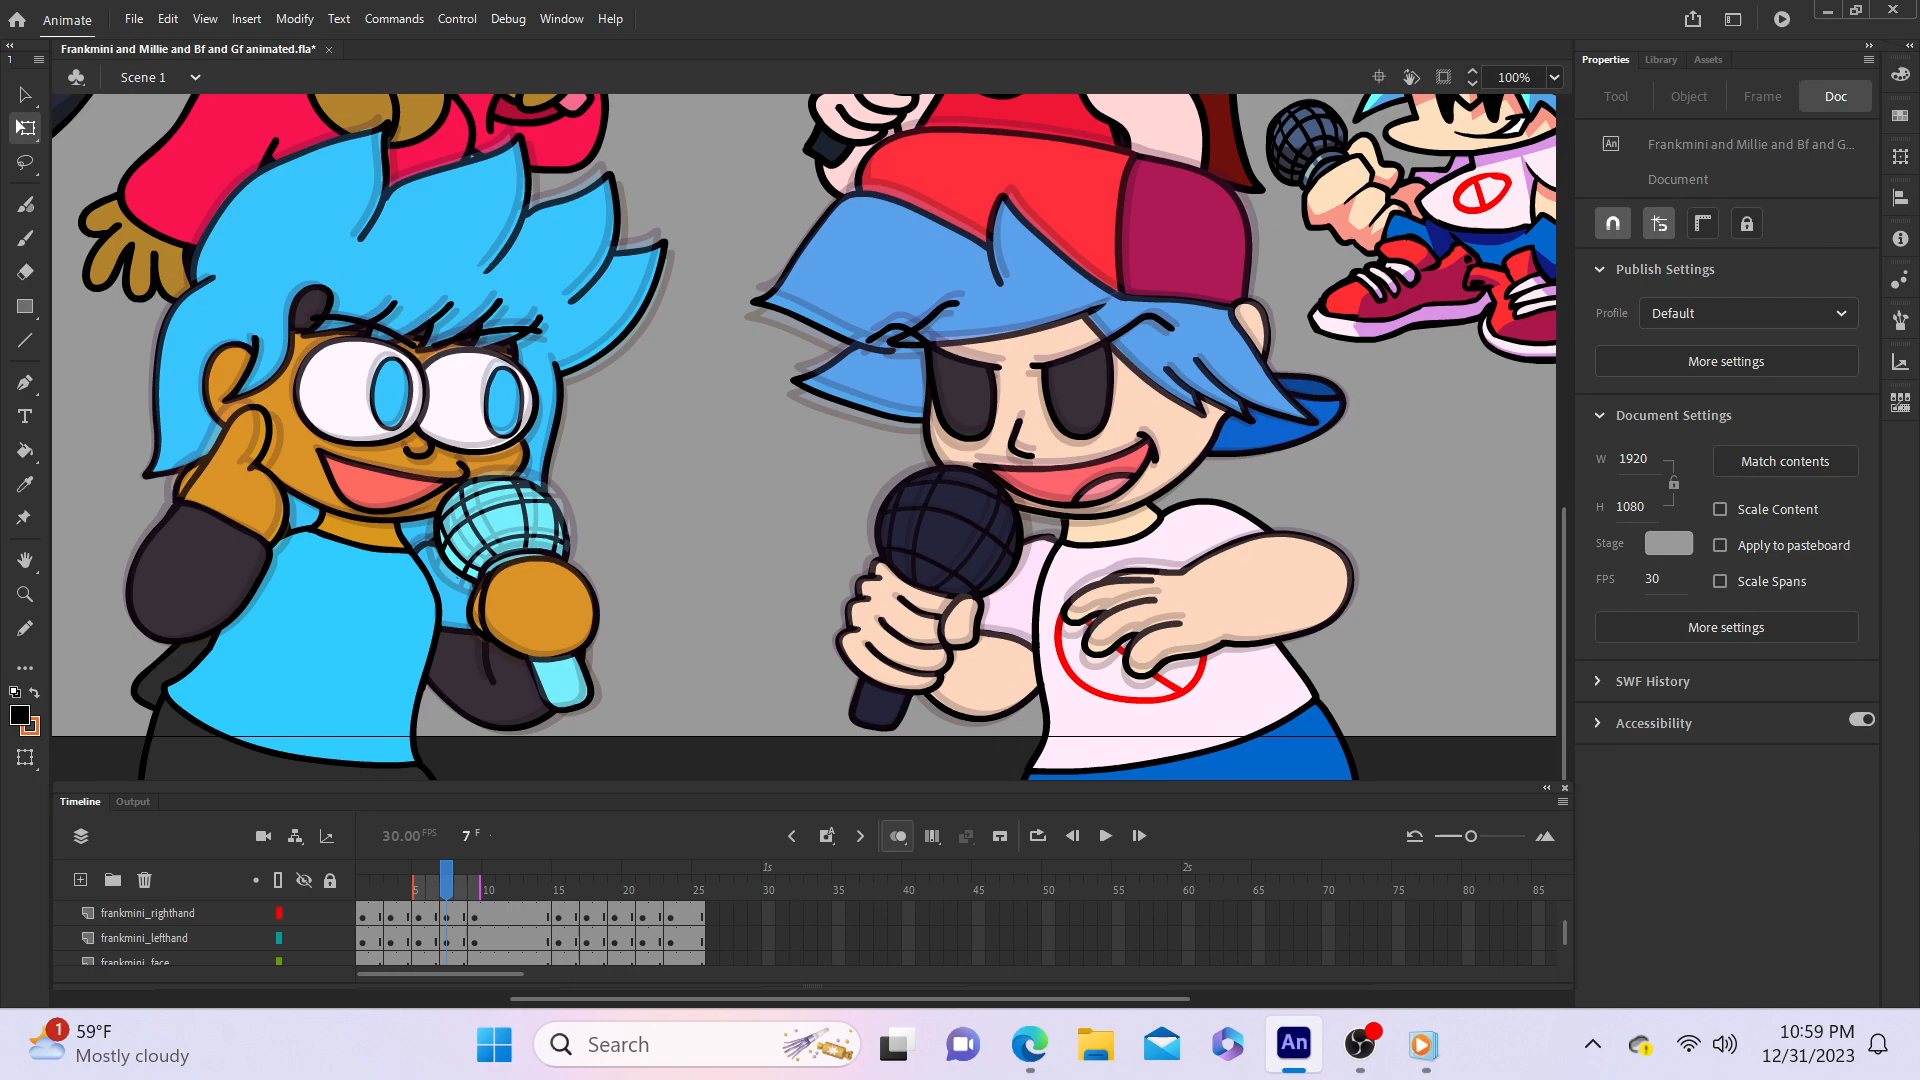 Animate File Edit View Insert Modify Text Commands Control Debug Window Help
Frankmini and Millie and Bf and Gf animated.fla* ×
Scene 1
100%
Properties Library Assets
Tool Object Frame Doc
An Frankmini and Millie and Bf and G...
Document
Publish Settings
Profile Default
More settings
Document Settings
W 1920 Match contents
H 1080 Scale Content
Stage Apply to pasteboard
FPS 30 Scale Spans
More settings
SWF History
Accessibility
Timeline Output
30.00 FPS 7 F
1s 2s
5 10 15 20 25 30 35 40 45 50 55 60 65 70 75 80 85
frankmini_righthand
frankmini_lefthand
frankmini_face
1 59°F
Mostly cloudy
Search
An
10:59 PM
12/31/2023